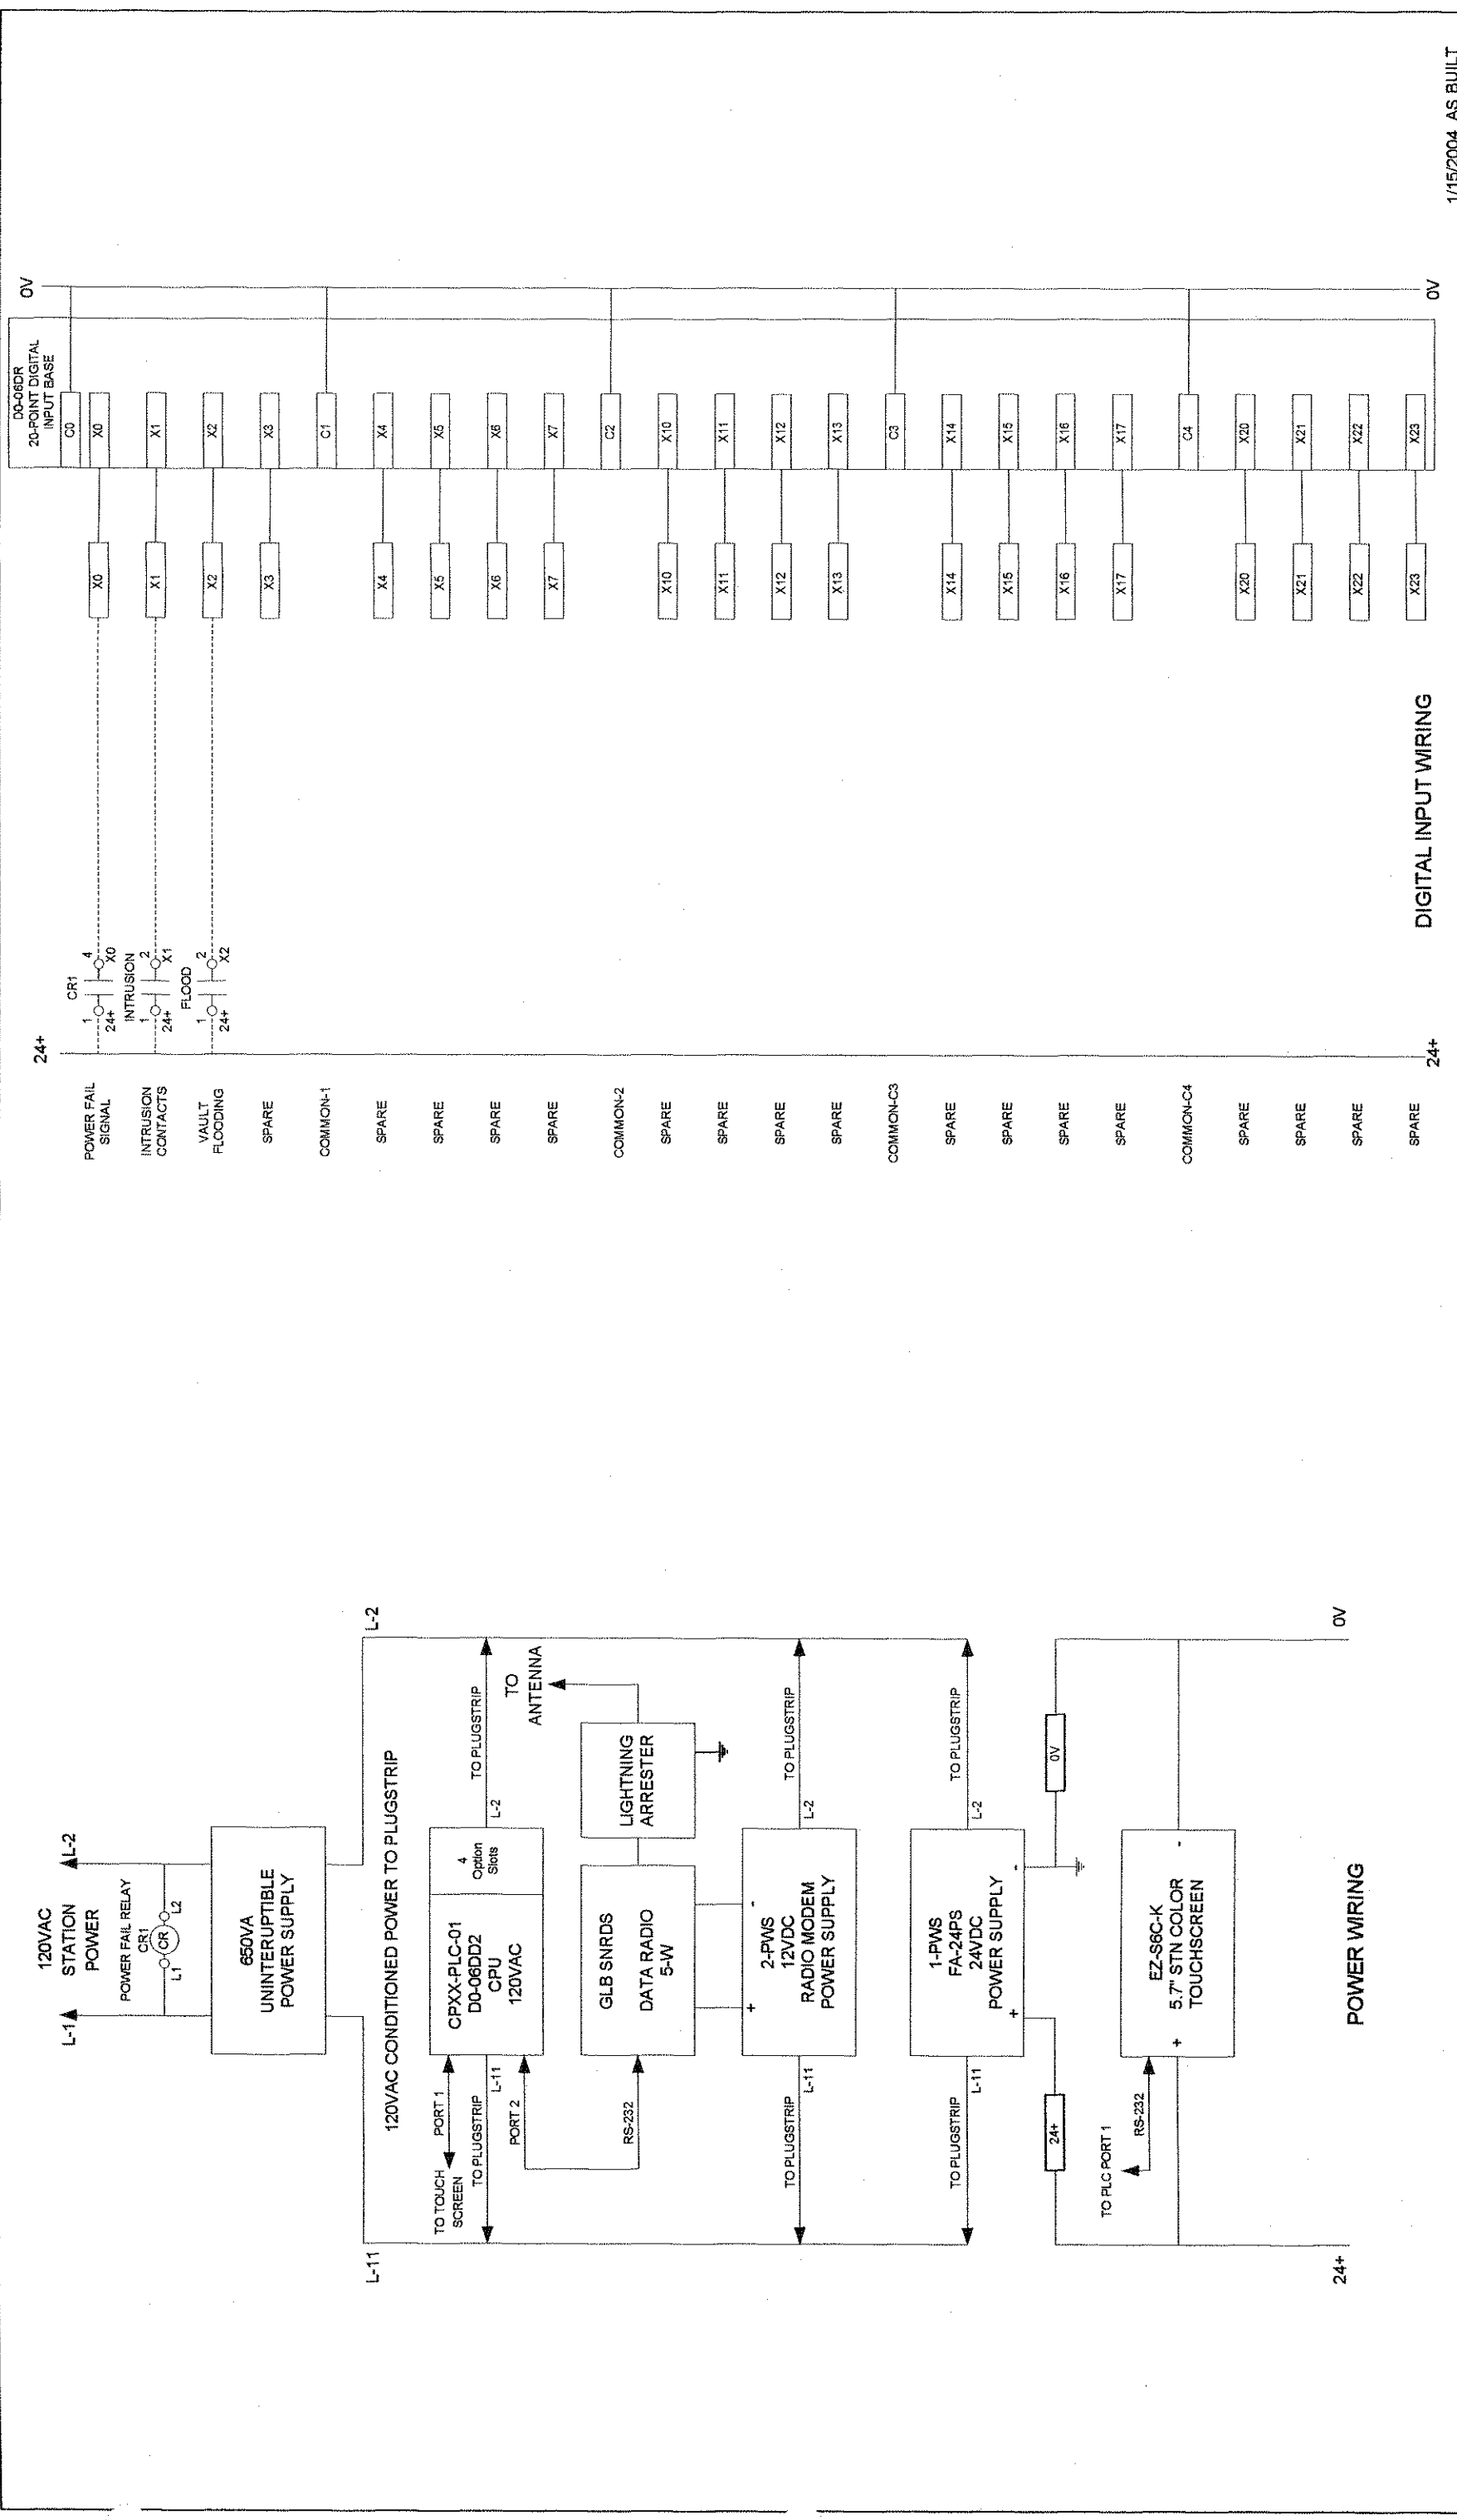 120VAC
STATION
POWER
L-1
L-2
POWER FAIL RELAY
CR1
L1
CR
L2
650VA
UNINTERUPTIBLE
POWER SUPPLY
L-11
L-2
120VAC CONDITIONED POWER TO PLUGSTRIP
TO TOUCH
SCREEN
PORT 1
TO PLUGSTRIP
L-11
PORT 2
CPXX-PLC-01
D0-06DD2
CPU
120VAC
4
Option
Slots
L-2
TO PLUGSTRIP
TO
ANTENNA
RS-232
GLB SNRDS
DATA RADIO
5-W
LIGHTNING
ARRESTER
TO PLUGSTRIP
L-11
+
2-PWS
12VDC
RADIO MODEM
POWER SUPPLY
-
L-2
TO PLUGSTRIP
TO PLUGSTRIP
L-11
1-PWS
FA-24PS
24VDC
POWER SUPPLY
+
-
L-2
TO PLUGSTRIP
24+
0V
TO PLC PORT 1
RS-232
+
EZ-S6C-K
5.7" STN COLOR
TOUCHSCREEN
-
24+
0V
POWER WIRING
24+
0V
D0-06DR
20-POINT DIGITAL
INPUT BASE
C0
POWER FAIL
SIGNAL
CR1
1
24+
4
X0
X0
X0
INTRUSION
CONTACTS
INTRUSION
1
24+
2
X1
X1
X1
VAULT
FLOODING
FLOOD
1
24+
2
X2
X2
X2
SPARE
X3
X3
COMMON-1
C1
SPARE
X4
X4
SPARE
X5
X5
SPARE
X6
X6
SPARE
X7
X7
COMMON-2
C2
SPARE
X10
X10
SPARE
X11
X11
SPARE
X12
X12
SPARE
X13
X13
COMMON-C3
C3
SPARE
X14
X14
SPARE
X15
X15
SPARE
X16
X16
SPARE
X17
X17
COMMON-C4
C4
SPARE
X20
X20
SPARE
X21
X21
SPARE
X22
X22
SPARE
X23
X23
24+
0V
DIGITAL INPUT WIRING
1/15/2004 AS BUILT